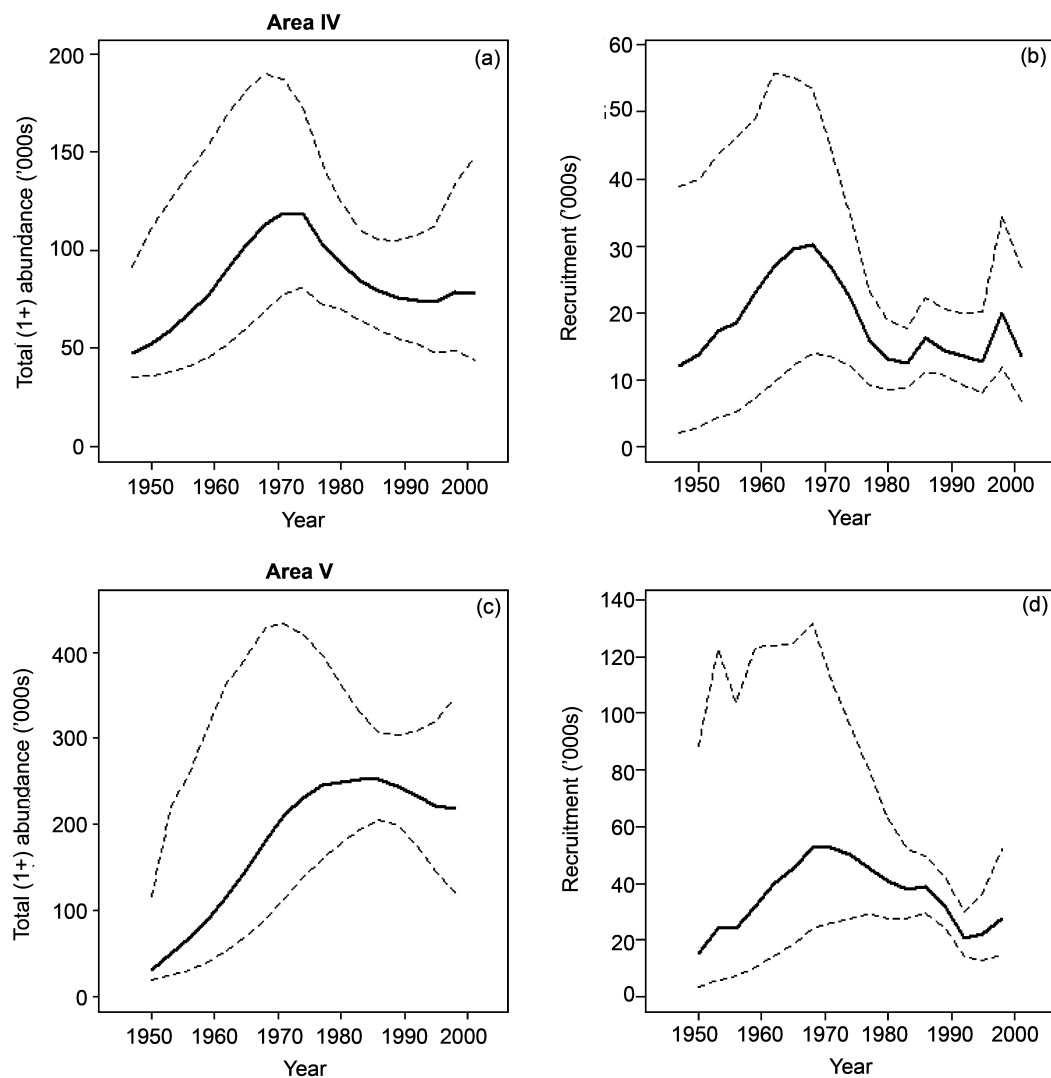 Area IV
(a)
Total (1+) abundance ('000s)
200
150
100
50
0
1950 1960 1970 1980 1990 2000
Year
(b)
Recruitment ('000s)
60
50
40
30
20
10
0
1950 1960 1970 1980 1990 2000
Year
Area V
(c)
Total (1+) abundance ('000s)
400
300
200
100
0
1950 1960 1970 1980 1990 2000
Year
(d)
Recruitment ('000s)
140
120
100
80
60
40
20
0
1950 1960 1970 1980 1990 2000
Year